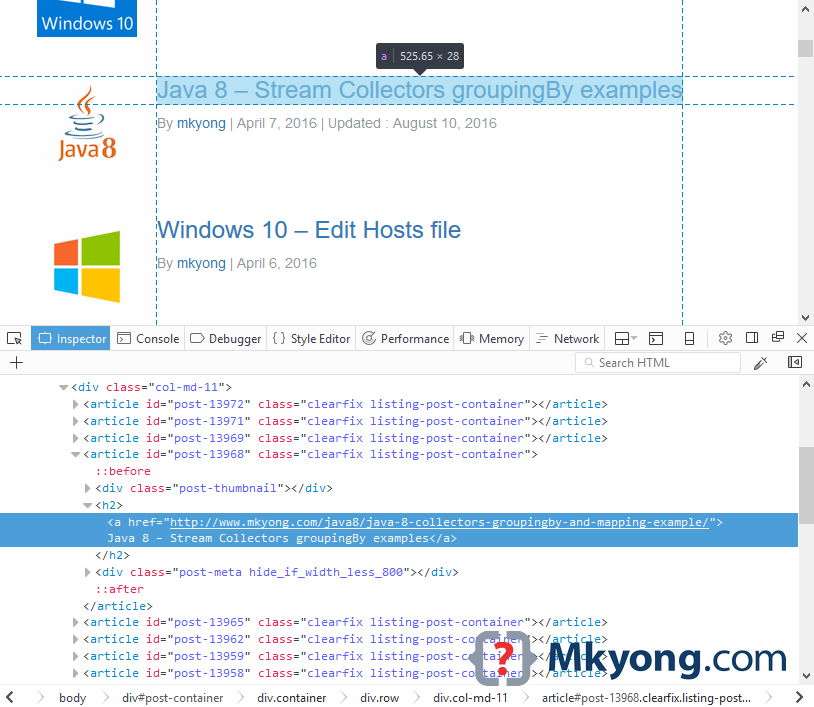 Windows 10
a 525.65 × 28
Java 8 – Stream Collectors groupingBy examples
By mkyong | April 7, 2016 | Updated : August 10, 2016
Java8
Windows 10 – Edit Hosts file
By mkyong | April 6, 2016
Inspector Console Debugger { } Style Editor Performance Memory Network
+ Search HTML
<div class="col-md-11">
<article id="post-13972" class="clearfix listing-post-container"></article>
<article id="post-13971" class="clearfix listing-post-container"></article>
<article id="post-13969" class="clearfix listing-post-container"></article>
<article id="post-13968" class="clearfix listing-post-container">
::before
<div class="post-thumbnail"></div>
<h2>
<a href="http://www.mkyong.com/java8/java-8-collectors-groupingby-and-mapping-example/">
Java 8 – Stream Collectors groupingBy examples</a>
</h2>
<div class="post-meta hide_if_width_less_800"></div>
::after
</article>
<article id="post-13965" class="clearfix listing-post-container"></article>
<article id="post-13962" class="clearfix listing-post-container"></article>
<article id="post-13959" class="clearfix listing-post-container"></article>
<article id="post-13958" class="clearfix listing-post-container"></article>
{?} Mkyong.com
body div#post-container div.container div.row div.col-md-11 article#post-13968.clearfix.listing-post...